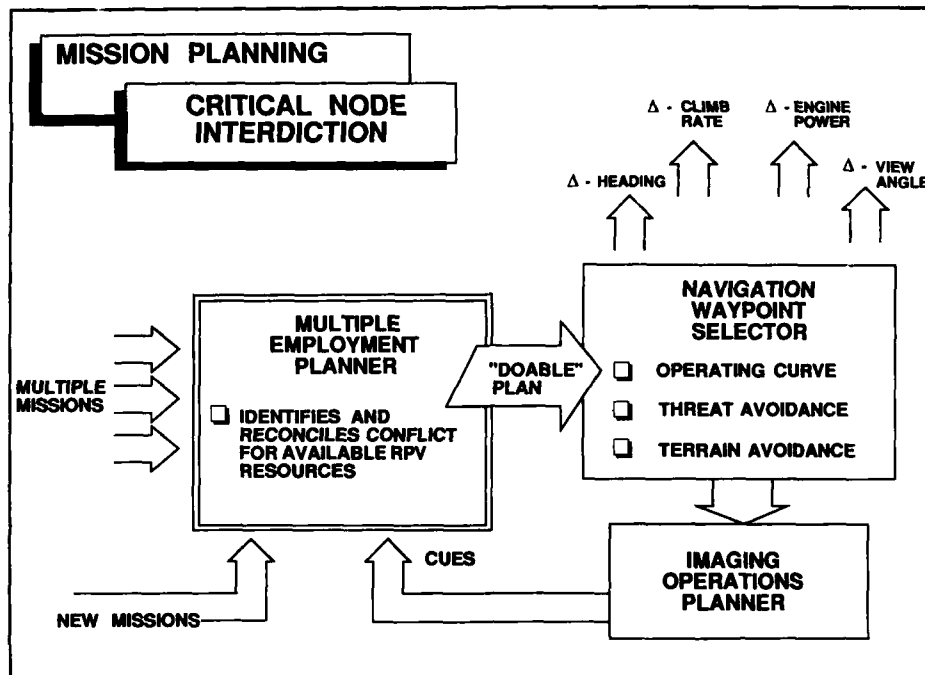 MISSION PLANNING
CRITICAL NODE
INTERDICTION
Δ - HEADING
Δ - CLIMB
RATE
Δ - ENGINE
POWER
Δ - VIEW
ANGLE
MULTIPLE
MISSIONS
MULTIPLE
EMPLOYMENT
PLANNER
IDENTIFIES AND
RECONCILES CONFLICT
FOR AVAILABLE RPV
RESOURCES
"DOABLE"
PLAN
NAVIGATION
WAYPOINT
SELECTOR
OPERATING CURVE
THREAT AVOIDANCE
TERRAIN AVOIDANCE
NEW MISSIONS
CUES
IMAGING
OPERATIONS
PLANNER